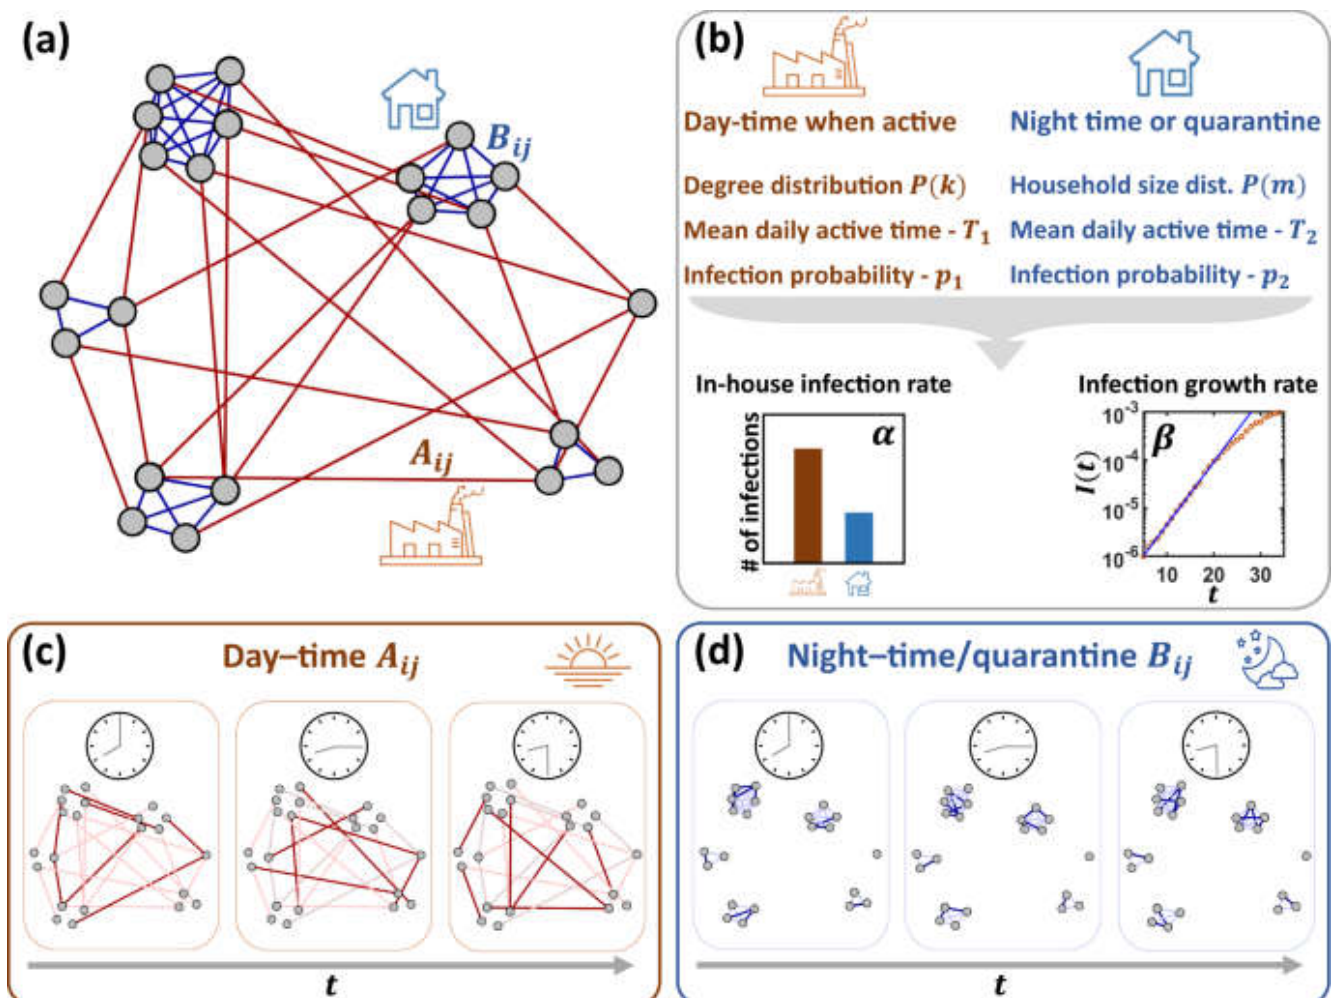 (a)
B_ij
A_ij
(b)
Day-time when active
Night time or quarantine
Degree distribution P(k)
Household size dist. P(m)
Mean daily active time - T_1
Mean daily active time - T_2
Infection probability - p_1
Infection probability - p_2
In-house infection rate
Infection growth rate
# of infections
α
I(t)
β
10^-3
10^-4
10^-5
10^-6
10 20 30
t
(c)
Day–time A_ij
t
(d)
Night–time/quarantine B_ij
t